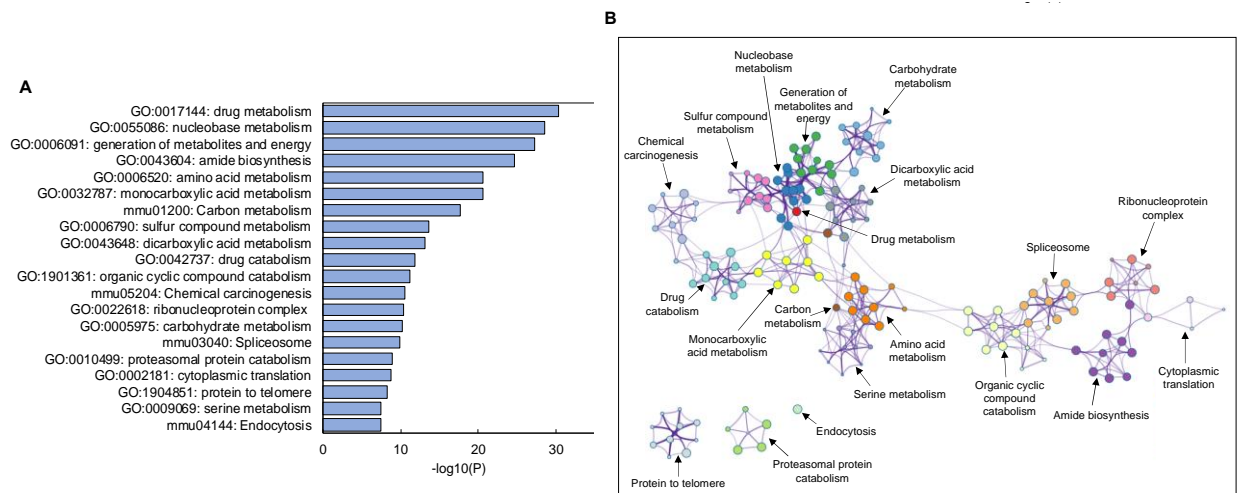 B
A
GO:0017144: drug metabolism
GO:0055086: nucleobase metabolism
GO:0006091: generation of metabolites and energy
GO:0043604: amide biosynthesis
GO:0006520: amino acid metabolism
GO:0032787: monocarboxylic acid metabolism
mmu01200: Carbon metabolism
GO:0006790: sulfur compound metabolism
GO:0043648: dicarboxylic acid metabolism
GO:0042737: drug catabolism
GO:1901361: organic cyclic compound catabolism
mmu05204: Chemical carcinogenesis
GO:0022618: ribonucleoprotein complex
GO:0005975: carbohydrate metabolism
mmu03040: Spliceosome
GO:0010499: proteasomal protein catabolism
GO:0002181: cytoplasmic translation
GO:1904851: protein to telomere
GO:0009069: serine metabolism
mmu04144: Endocytosis
0 10 20 30
-log10(P)
Nucleobase
metabolism
Carbohydrate
metabolism
Generation of
metabolites and
energy
Sulfur compound
metabolism
Chemical
carcinogenesis
Dicarboxylic acid
metabolism
Ribonucleoprotein
complex
Drug metabolism
Spliceosome
Drug
catabolism
Carbon
metabolism
Monocarboxylic
acid metabolism
Amino acid
metabolism
Serine metabolism
Organic cyclic
compound
catabolism
Cytoplasmic
translation
Amide biosynthesis
Endocytosis
Proteasomal protein
catabolism
Protein to telomere